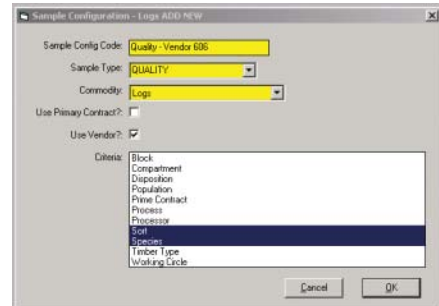 Sample Configuration - Logs ADD NEW
Sample Config Code: Quality - Vendor 606
Sample Type: QUALITY
Commodity: Logs
Use Primary Contract?:
Use Vendor?:
Criteria: Block
Compartment
Disposition
Population
Prime Contract
Process
Processor
Sort
Species
Timber Type
Working Circle
Cancel OK